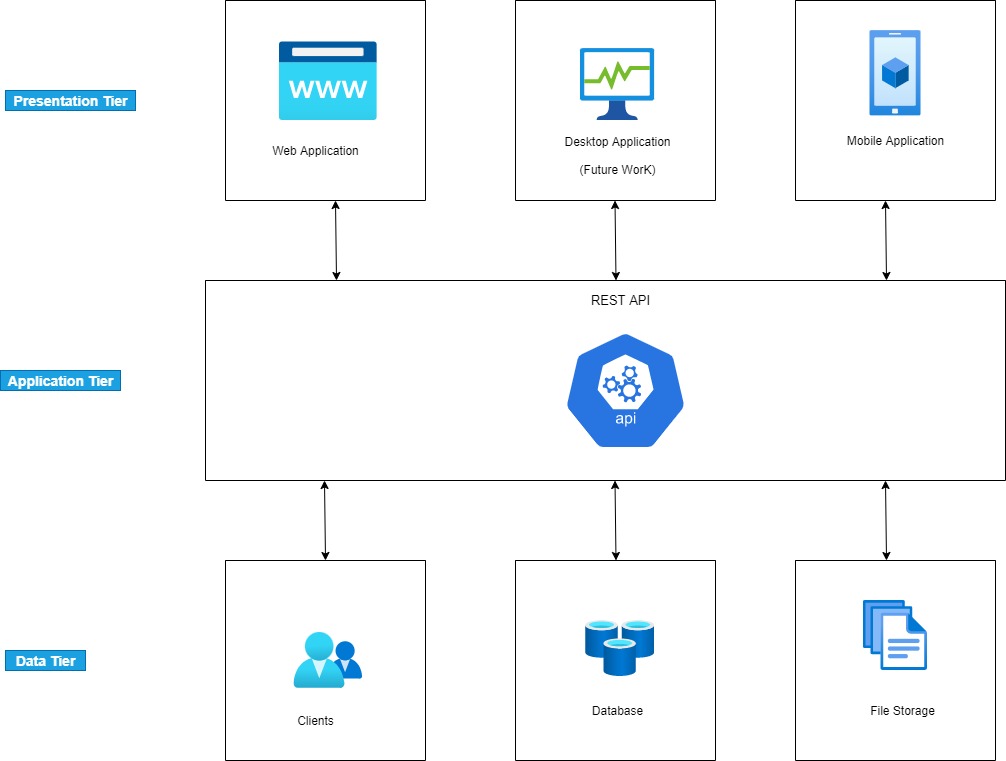 Presentation Tier
WWW
Web Application
Desktop Application
(Future WorK)
Mobile Application
REST API
Application Tier
api
Data Tier
Clients
Database
File Storage